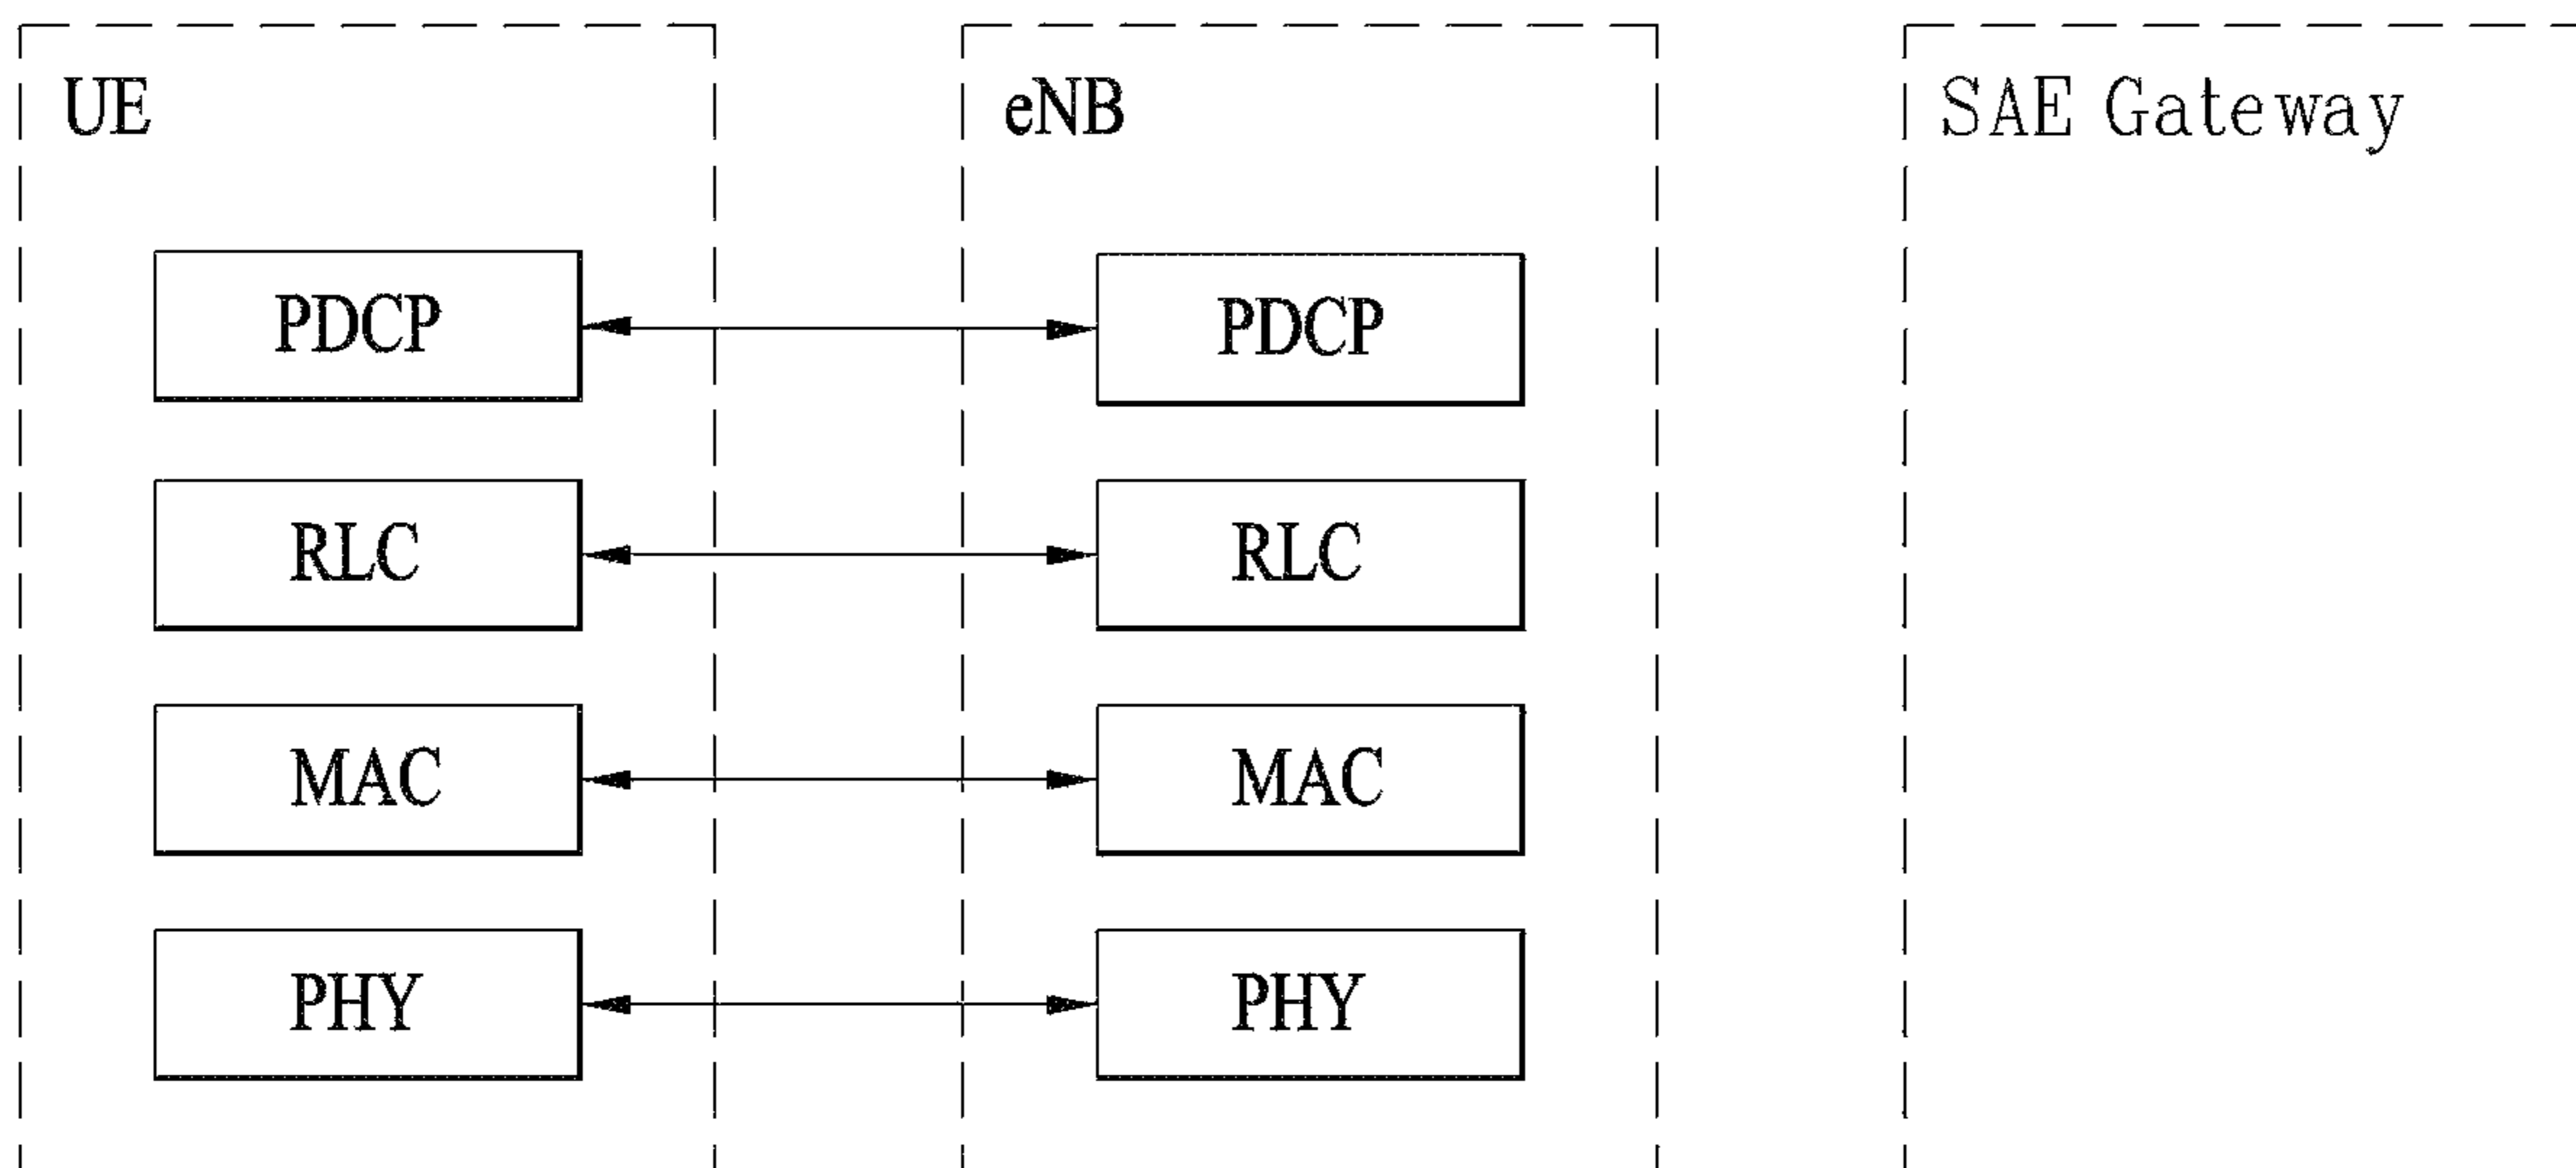 UE
eNB
SAE Gateway
PDCP
PDCP
RLC
RLC
MAC
MAC
PHY
PHY